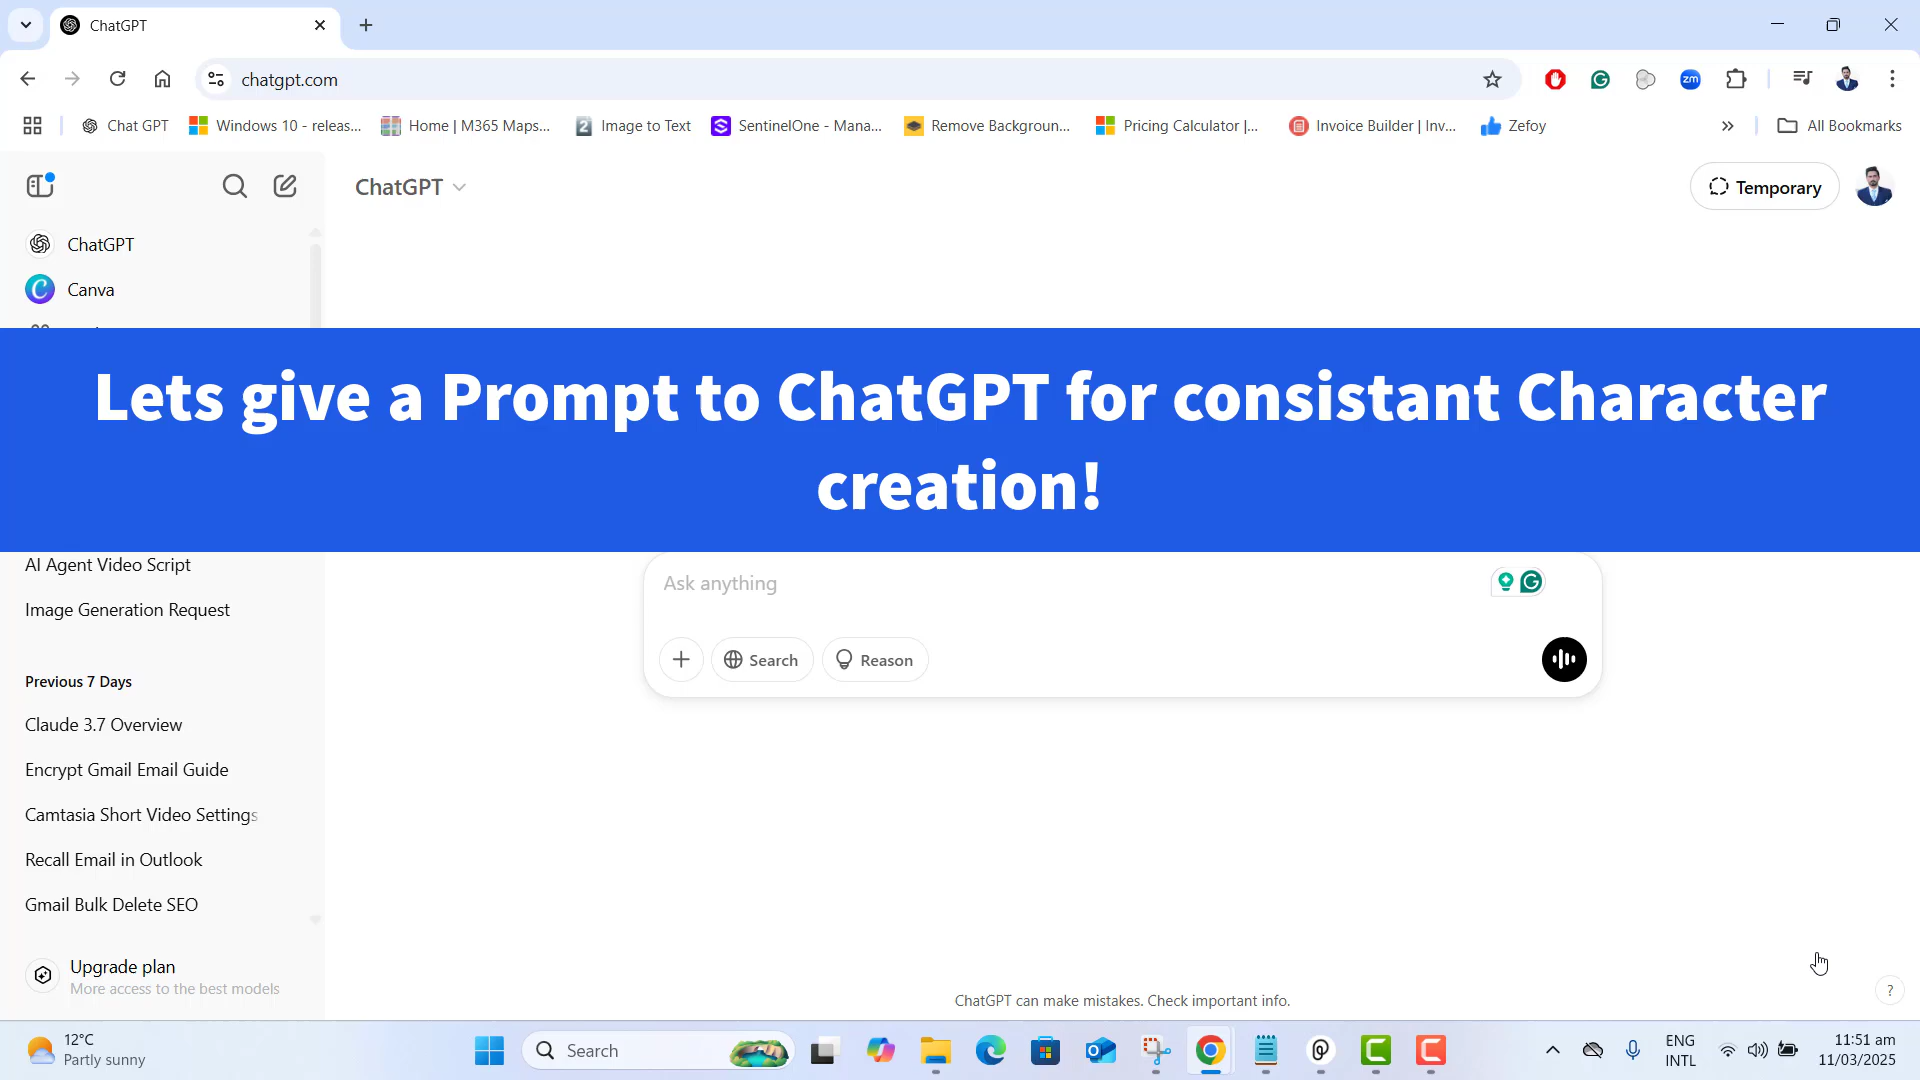 ChatGPT
chatgpt.com
Chat GPT
Windows 10 - releas...
Home | M365 Maps...
Image to Text
SentinelOne - Mana...
Remove Backgroun...
Pricing Calculator |...
Invoice Builder | Inv...
Zefoy
All Bookmarks
ChatGPT
Temporary
ChatGPT
Canva
Lets give a Prompt to ChatGPT for consistant Character
creation!
AI Agent Video Script
Image Generation Request
Previous 7 Days
Claude 3.7 Overview
Encrypt Gmail Email Guide
Camtasia Short Video Settings
Recall Email in Outlook
Gmail Bulk Delete SEO
Upgrade plan
More access to the best models
Ask anything
Search
Reason
ChatGPT can make mistakes. Check important info.
?
12°C
Partly sunny
Search
ENG
INTL
11:51 am
11/03/2025